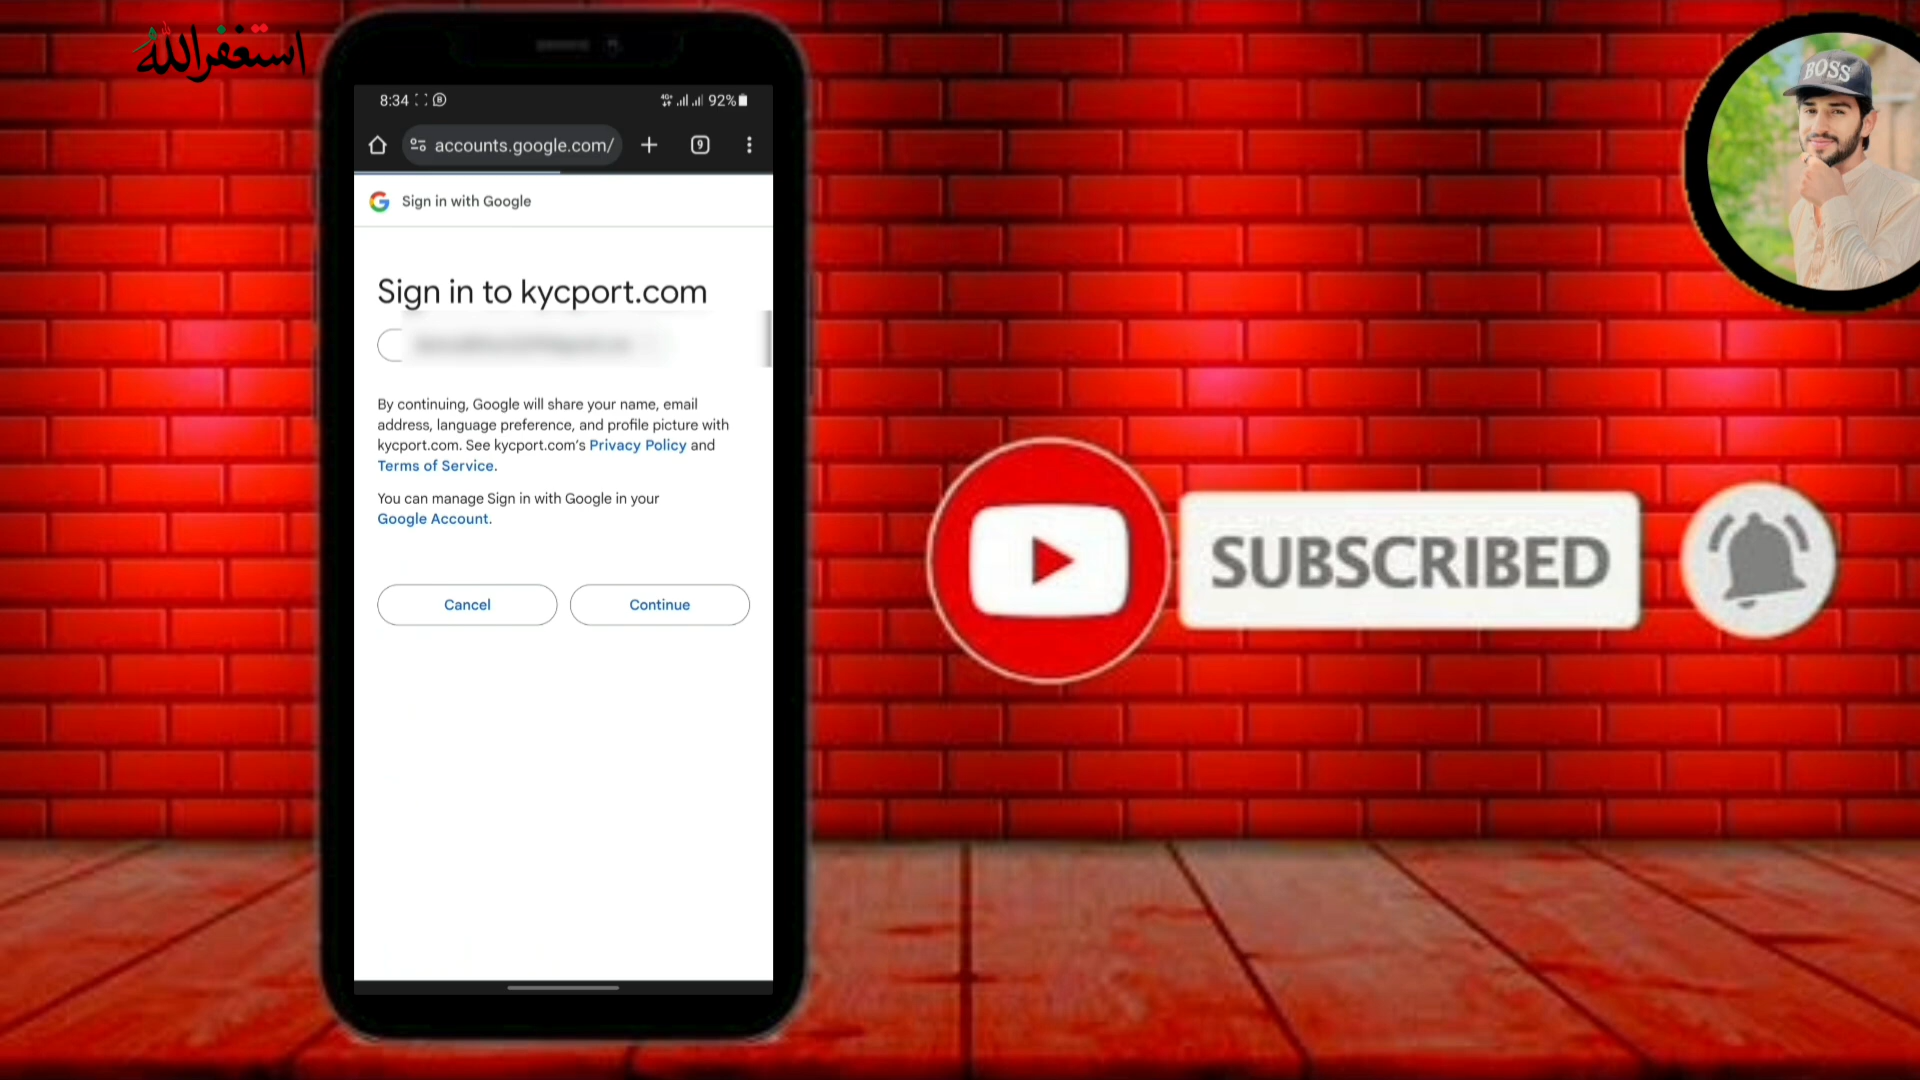 استغفرالله
BOSS
8:34
4G+
92%
accounts.google.com/
9
Sign in with Google
Sign in to kycport.com
By continuing, Google will share your name, email
address, language preference, and profile picture with
kycport.com. See kycport.com's Privacy Policy and
Terms of Service.
You can manage Sign in with Google in your
Google Account.
Cancel
Continue
SUBSCRIBED